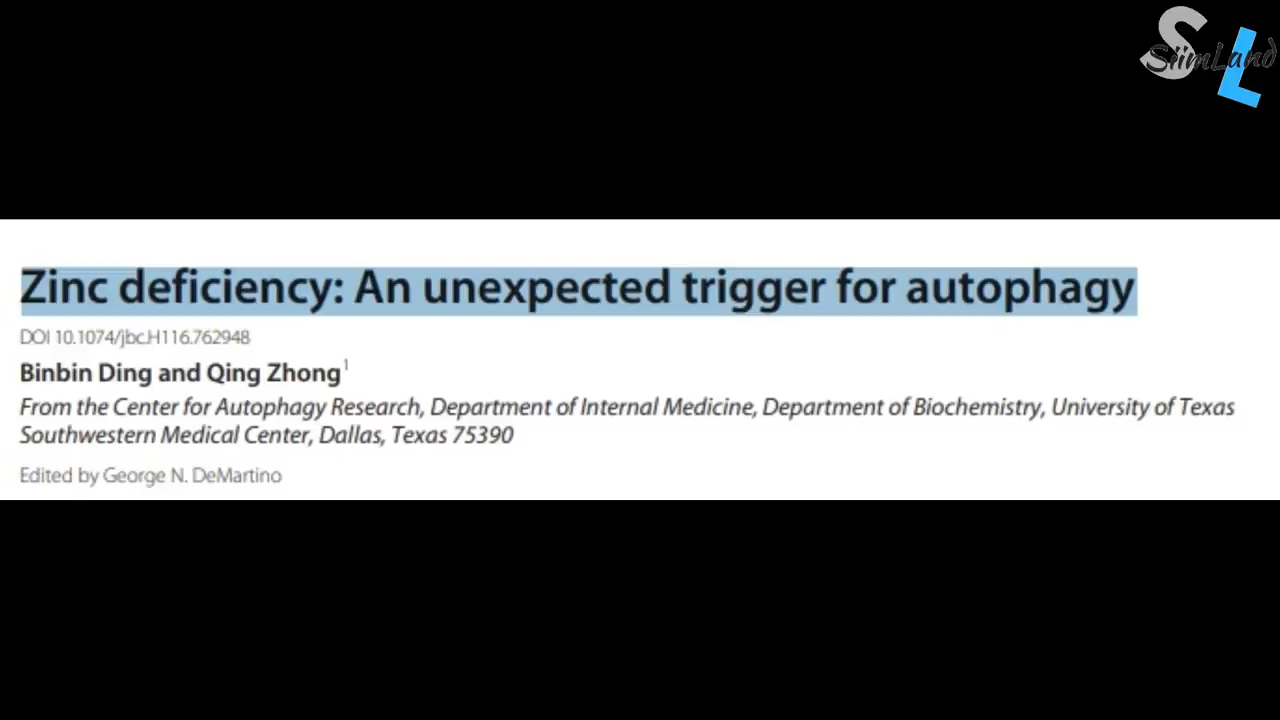 SiimLand
SL
Zinc deficiency: An unexpected trigger for autophagy
DOI 10.1074/jbc.H116.762948
Binbin Ding and Qing Zhong¹
From the Center for Autophagy Research, Department of Internal Medicine, Department of Biochemistry, University of Texas
Southwestern Medical Center, Dallas, Texas 75390
Edited by George N. DeMartino